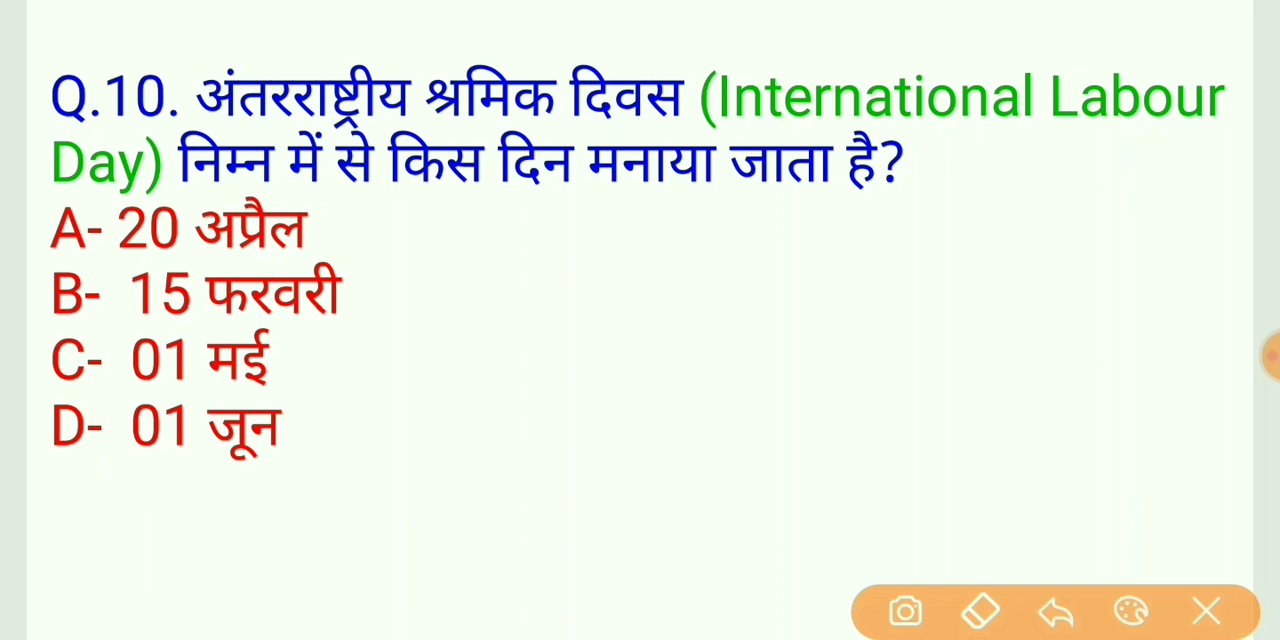 Q.10. अंतरराष्ट्रीय श्रमिक दिवस (International Labour
Day) निम्न में से किस दिन मनाया जाता है?
A- 20 अप्रैल
B- 15 फरवरी
C- 01 मई
D- 01 जून